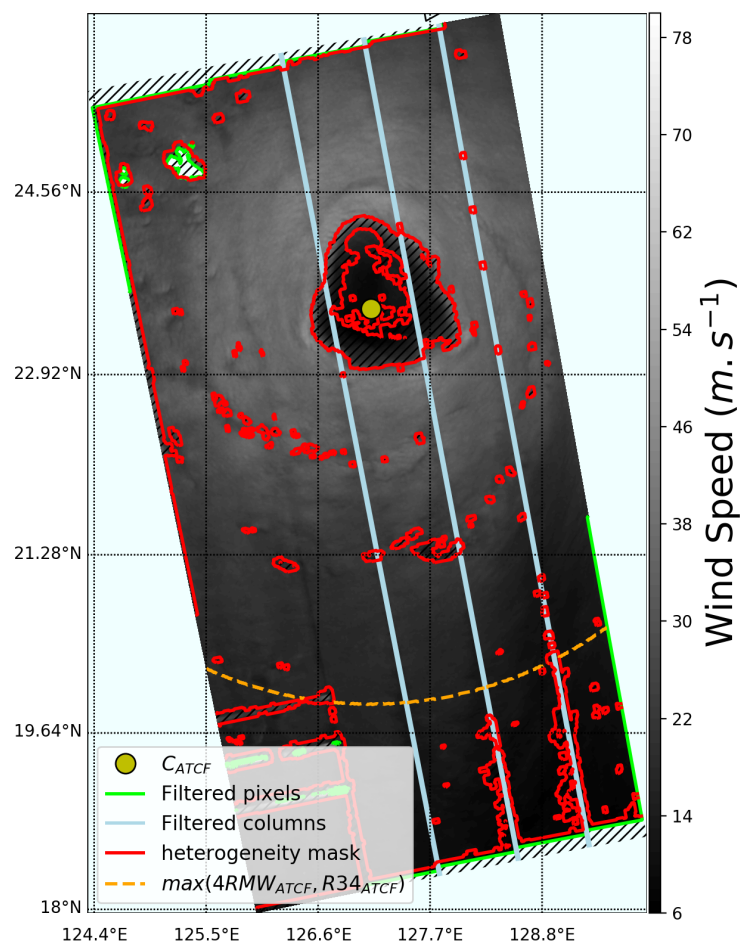 78
70
62
54
46
38
30
22
14
6
Wind Speed (m.s⁻¹)
24.56°N
22.92°N
21.28°N
19.64°N
18°N
124.4°E 125.5°E 126.6°E 127.7°E 128.8°E
C_ATCF
Filtered pixels
Filtered columns
heterogeneity mask
max(4RMW_ATCF, R34_ATCF)